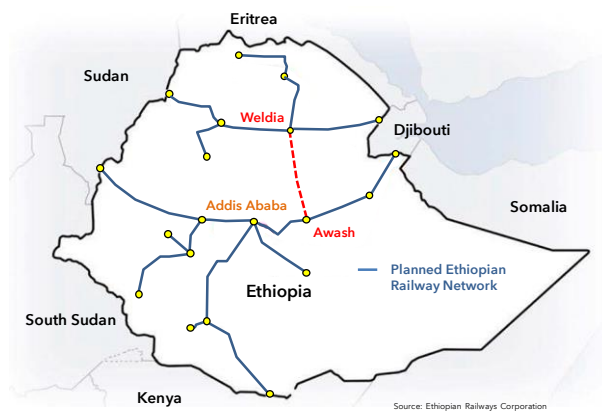 Eritrea
Sudan
Weldia
Djibouti
Addis Ababa
Somalia
Awash
Planned Ethiopian
Railway Network
Ethiopia
South Sudan
Kenya
Source: Ethiopian Railways Corporation